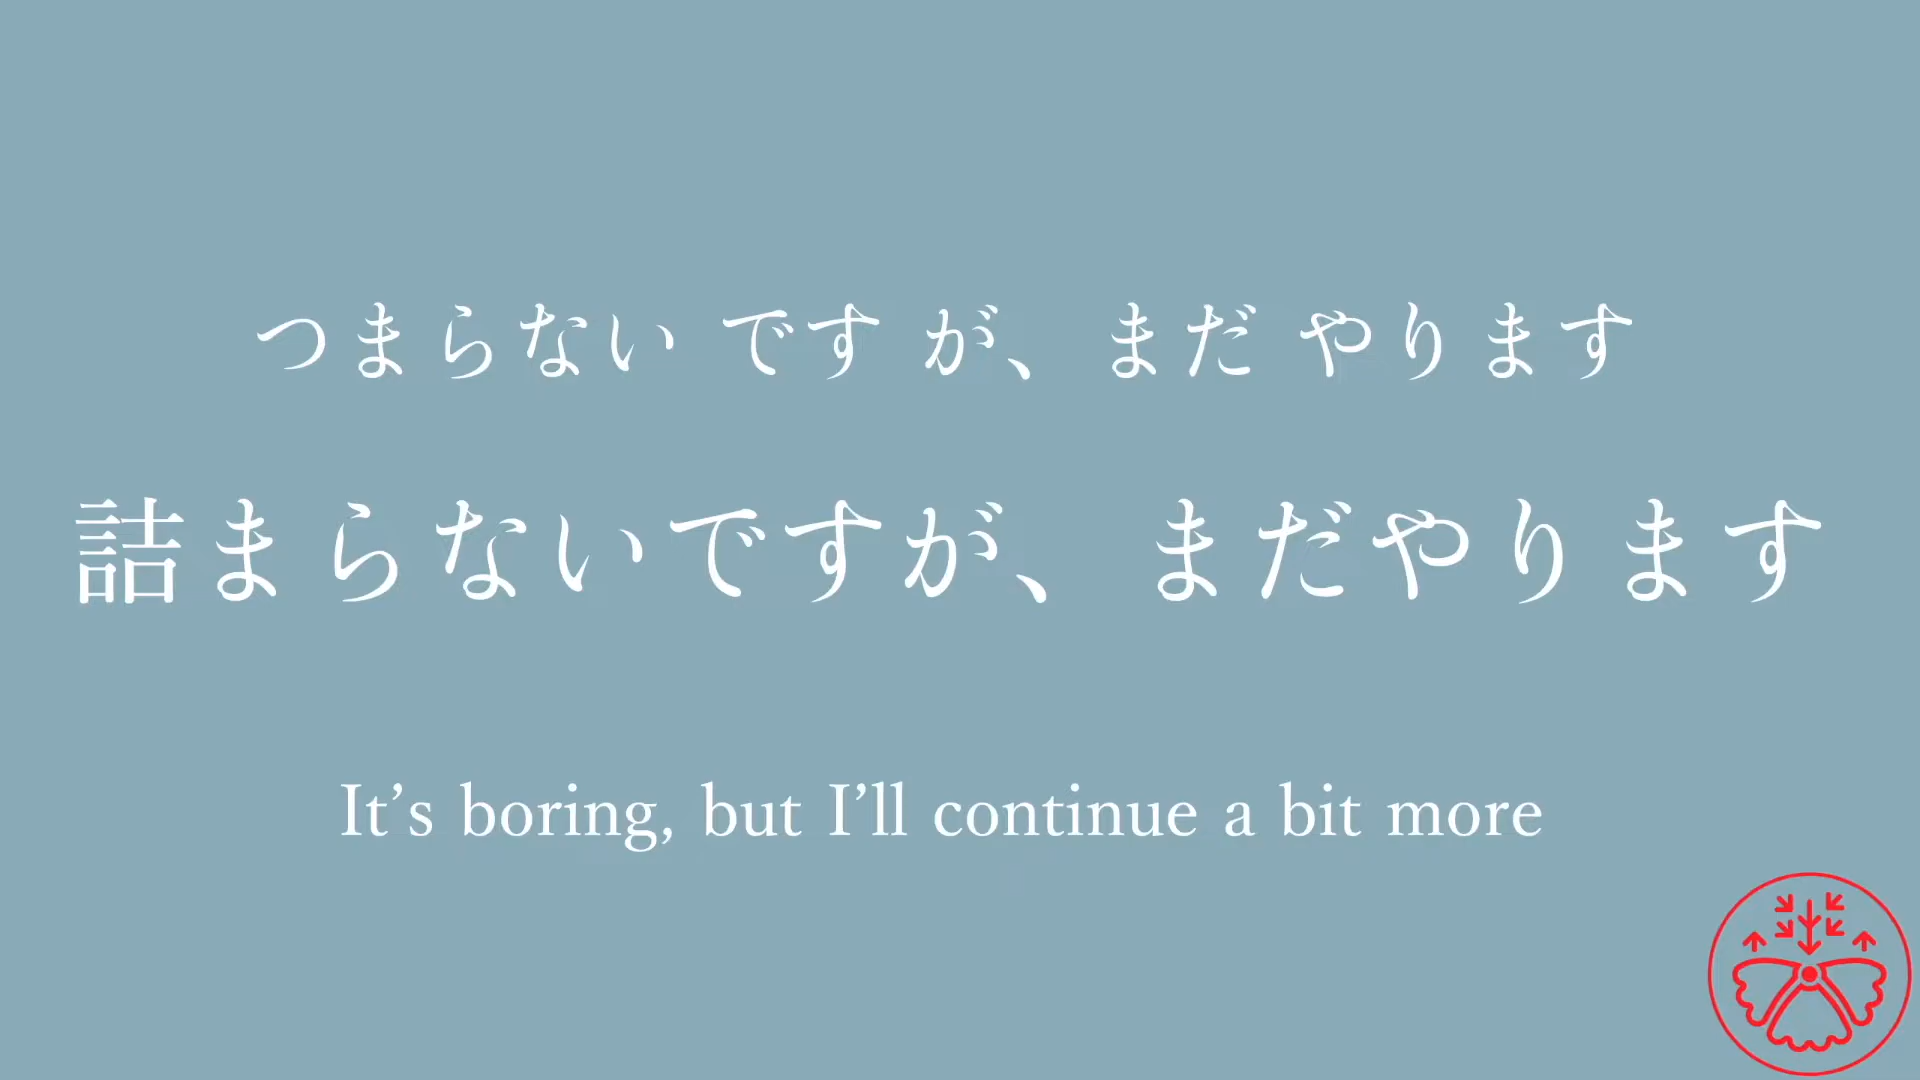 つまらない です が、 まだ やります
詰まらないですが、まだやります
It’s boring, but I’ll continue a bit more